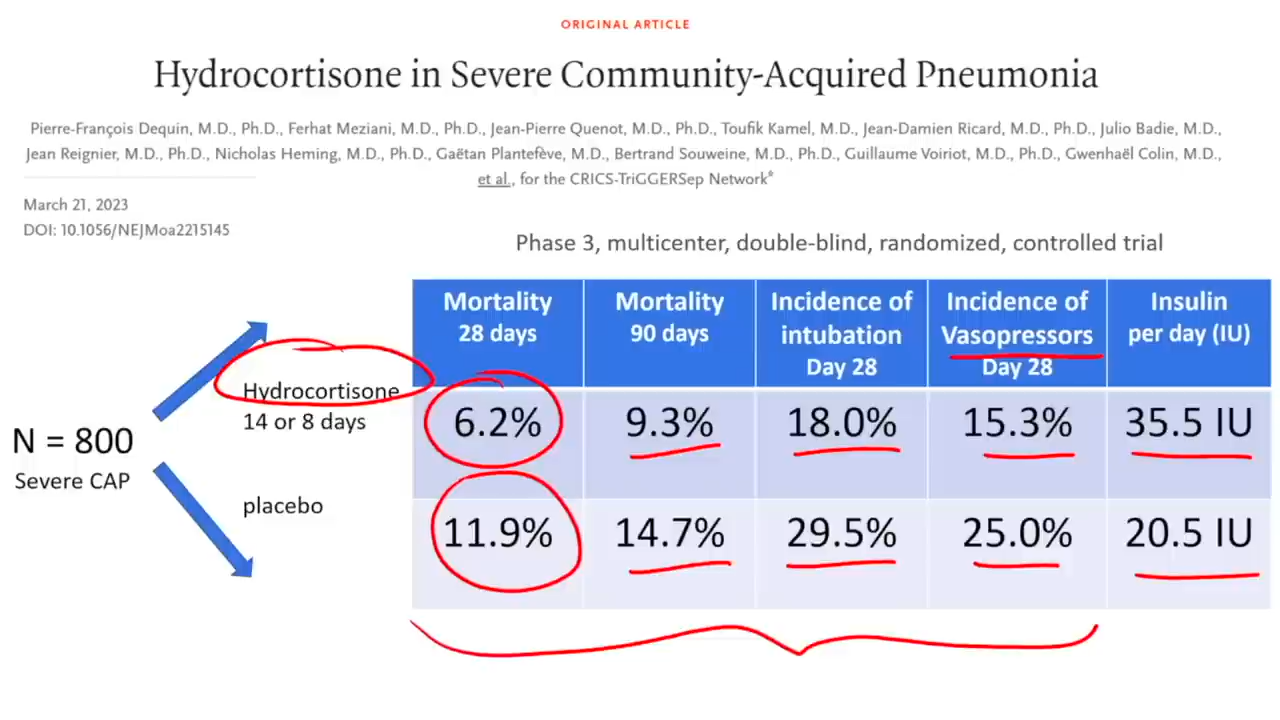 ORIGINAL ARTICLE
Hydrocortisone in Severe Community-Acquired Pneumonia
Pierre-François Dequin, M.D., Ph.D., Ferhat Meziani, M.D., Ph.D., Jean-Pierre Quenot, M.D., Ph.D., Toufik Kamel, M.D., Jean-Damien Ricard, M.D., Ph.D., Julio Badie, M.D.,
Jean Reignier, M.D., Ph.D., Nicholas Heming, M.D., Ph.D., Gaëtan Plantefève, M.D., Bertrand Souweine, M.D., Ph.D., Guillaume Voiriot, M.D., Ph.D., Gwenhaël Colin, M.D.,
et al., for the CRICS-TriGGERSep Network*
March 21, 2023
DOI: 10.1056/NEJMoa2215145
Phase 3, multicenter, double-blind, randomized, controlled trial
Mortality 28 days
Mortality 90 days
Incidence of intubation Day 28
Incidence of Vasopressors Day 28
Insulin per day (IU)
Hydrocortisone
14 or 8 days
6.2% 9.3% 18.0% 15.3% 35.5 IU
N = 800
Severe CAP
placebo
11.9% 14.7% 29.5% 25.0% 20.5 IU